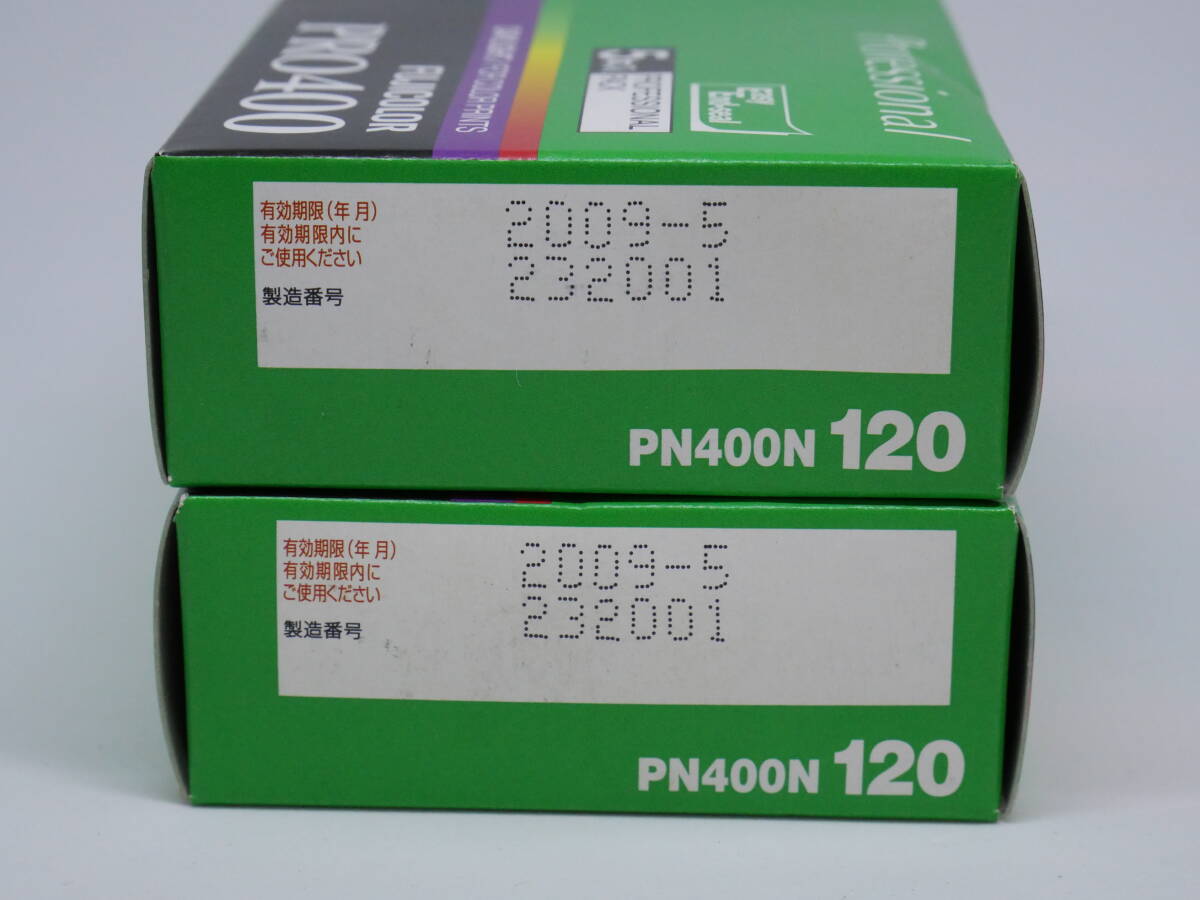 PRO400
FUJICOLOR
PROFESSIONAL
Professional
有効期限(年月)
有効期限内に
ご使用ください
製造番号
2009-5
232001
PN400N 120
有効期限(年月)
有効期限内に
ご使用ください
製造番号
2009-5
232001
PN400N 120